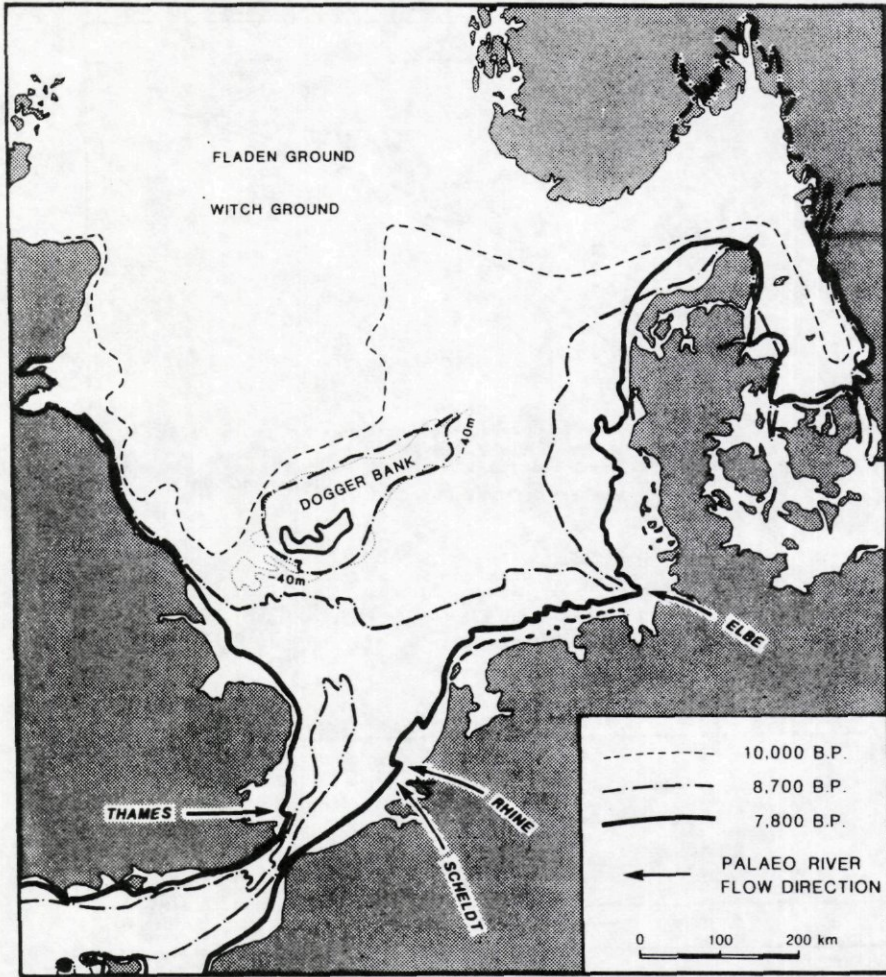 FLADEN GROUND
WITCH GROUND
DOGGER BANK
-40m
-40m
ELBE
THAMES
RHINE
SCHELDT
10,000 B.P.
8,700 B.P.
7,800 B.P.
PALAEO RIVER
FLOW DIRECTION
0 100 200 km